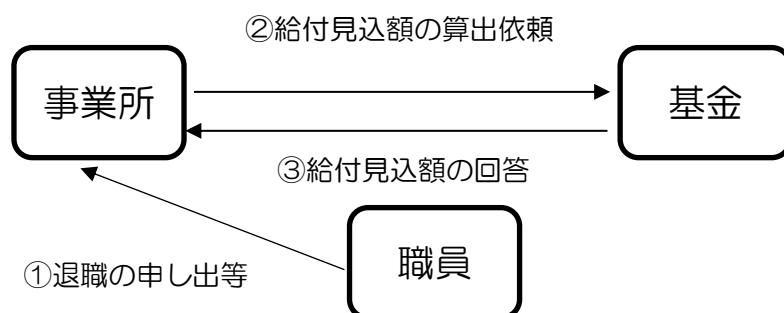 ②給付見込額の算出依頼
事業所
基金
③給付見込額の回答
職員
①退職の申し出等